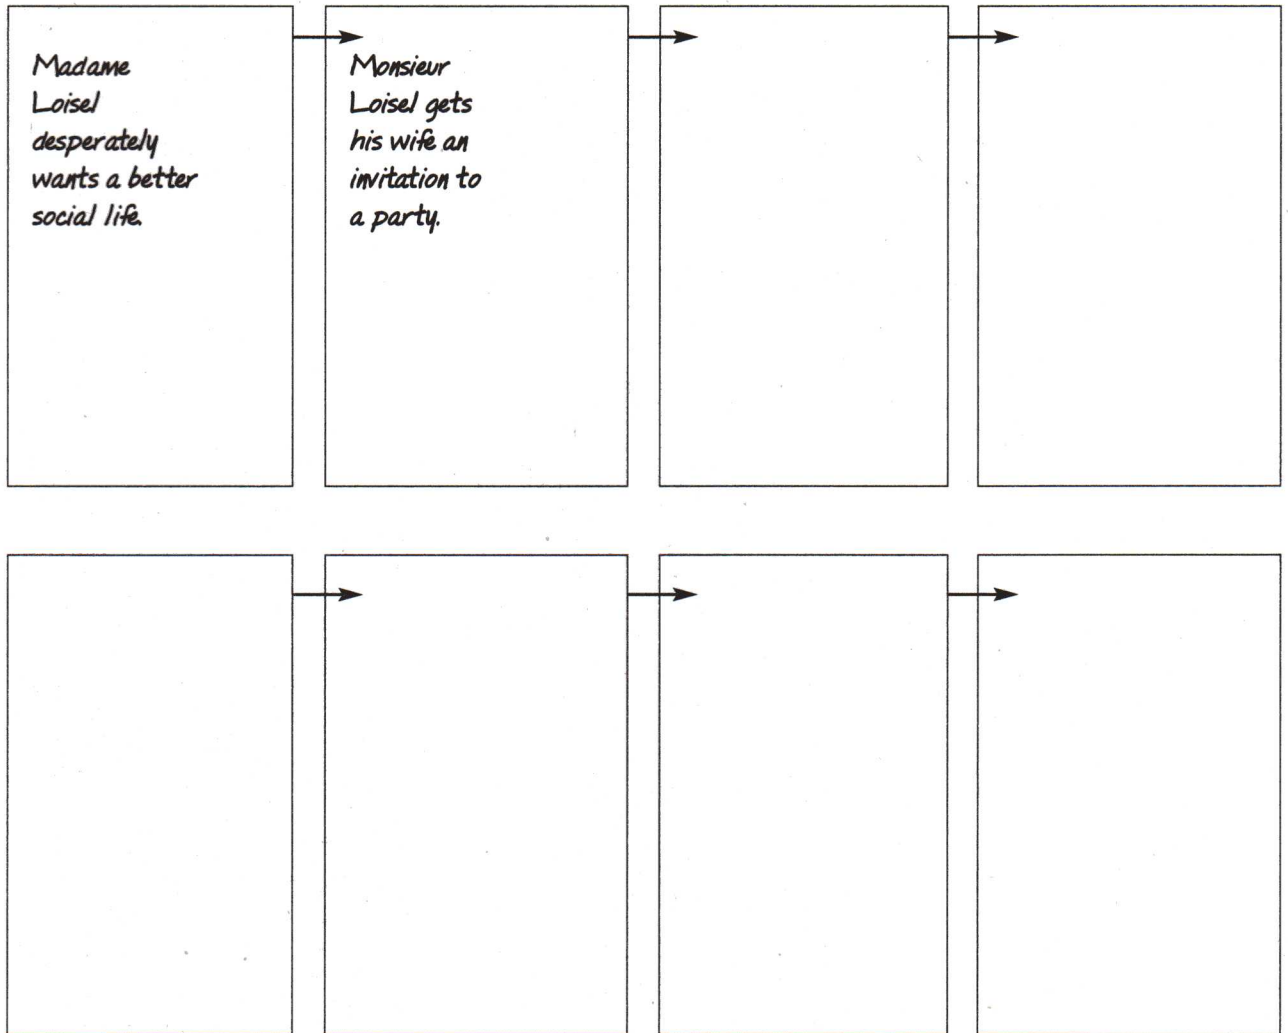 Madame
Loisel
desperately
wants a better
social life.
Monsieur
Loisel gets
his wife an
invitation to
a party.